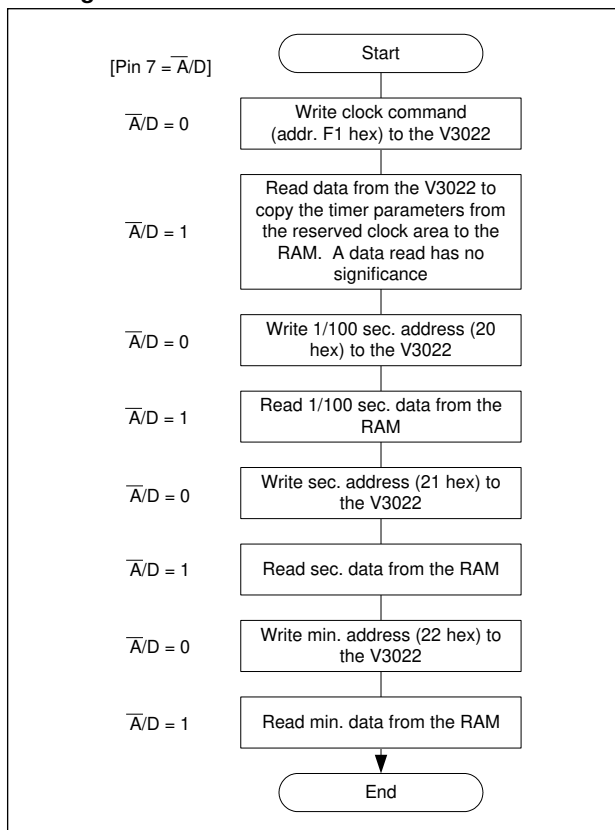 Start
[Pin 7 = A̅/D]
Write clock command
(addr. F1 hex) to the V3022
A̅/D = 0
Read data from the V3022 to
copy the timer parameters from
the reserved clock area to the
RAM.  A data read has no
significance
A̅/D = 1
Write 1/100 sec. address (20
hex) to the V3022
A̅/D = 0
Read 1/100 sec. data from the
RAM
A̅/D = 1
Write sec. address (21 hex) to
the V3022
A̅/D = 0
A̅/D = 1
Read sec. data from the RAM
Write min. address (22 hex) to
the V3022
A̅/D = 0
A̅/D = 1
Read min. data from the RAM
End